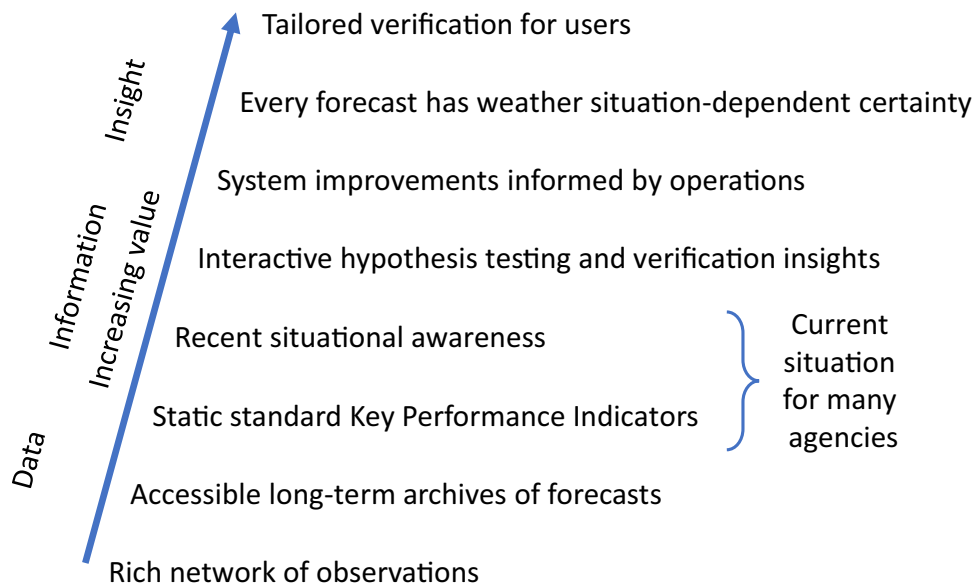 Tailored verification for users
Every forecast has weather situation-dependent certainty
System improvements informed by operations
Interactive hypothesis testing and verification insights
Recent situational awareness
Static standard Key Performance Indicators
Accessible long-term archives of forecasts
Rich network of observations
Insight
Information
Increasing value
Data
Current
situation
for many
agencies